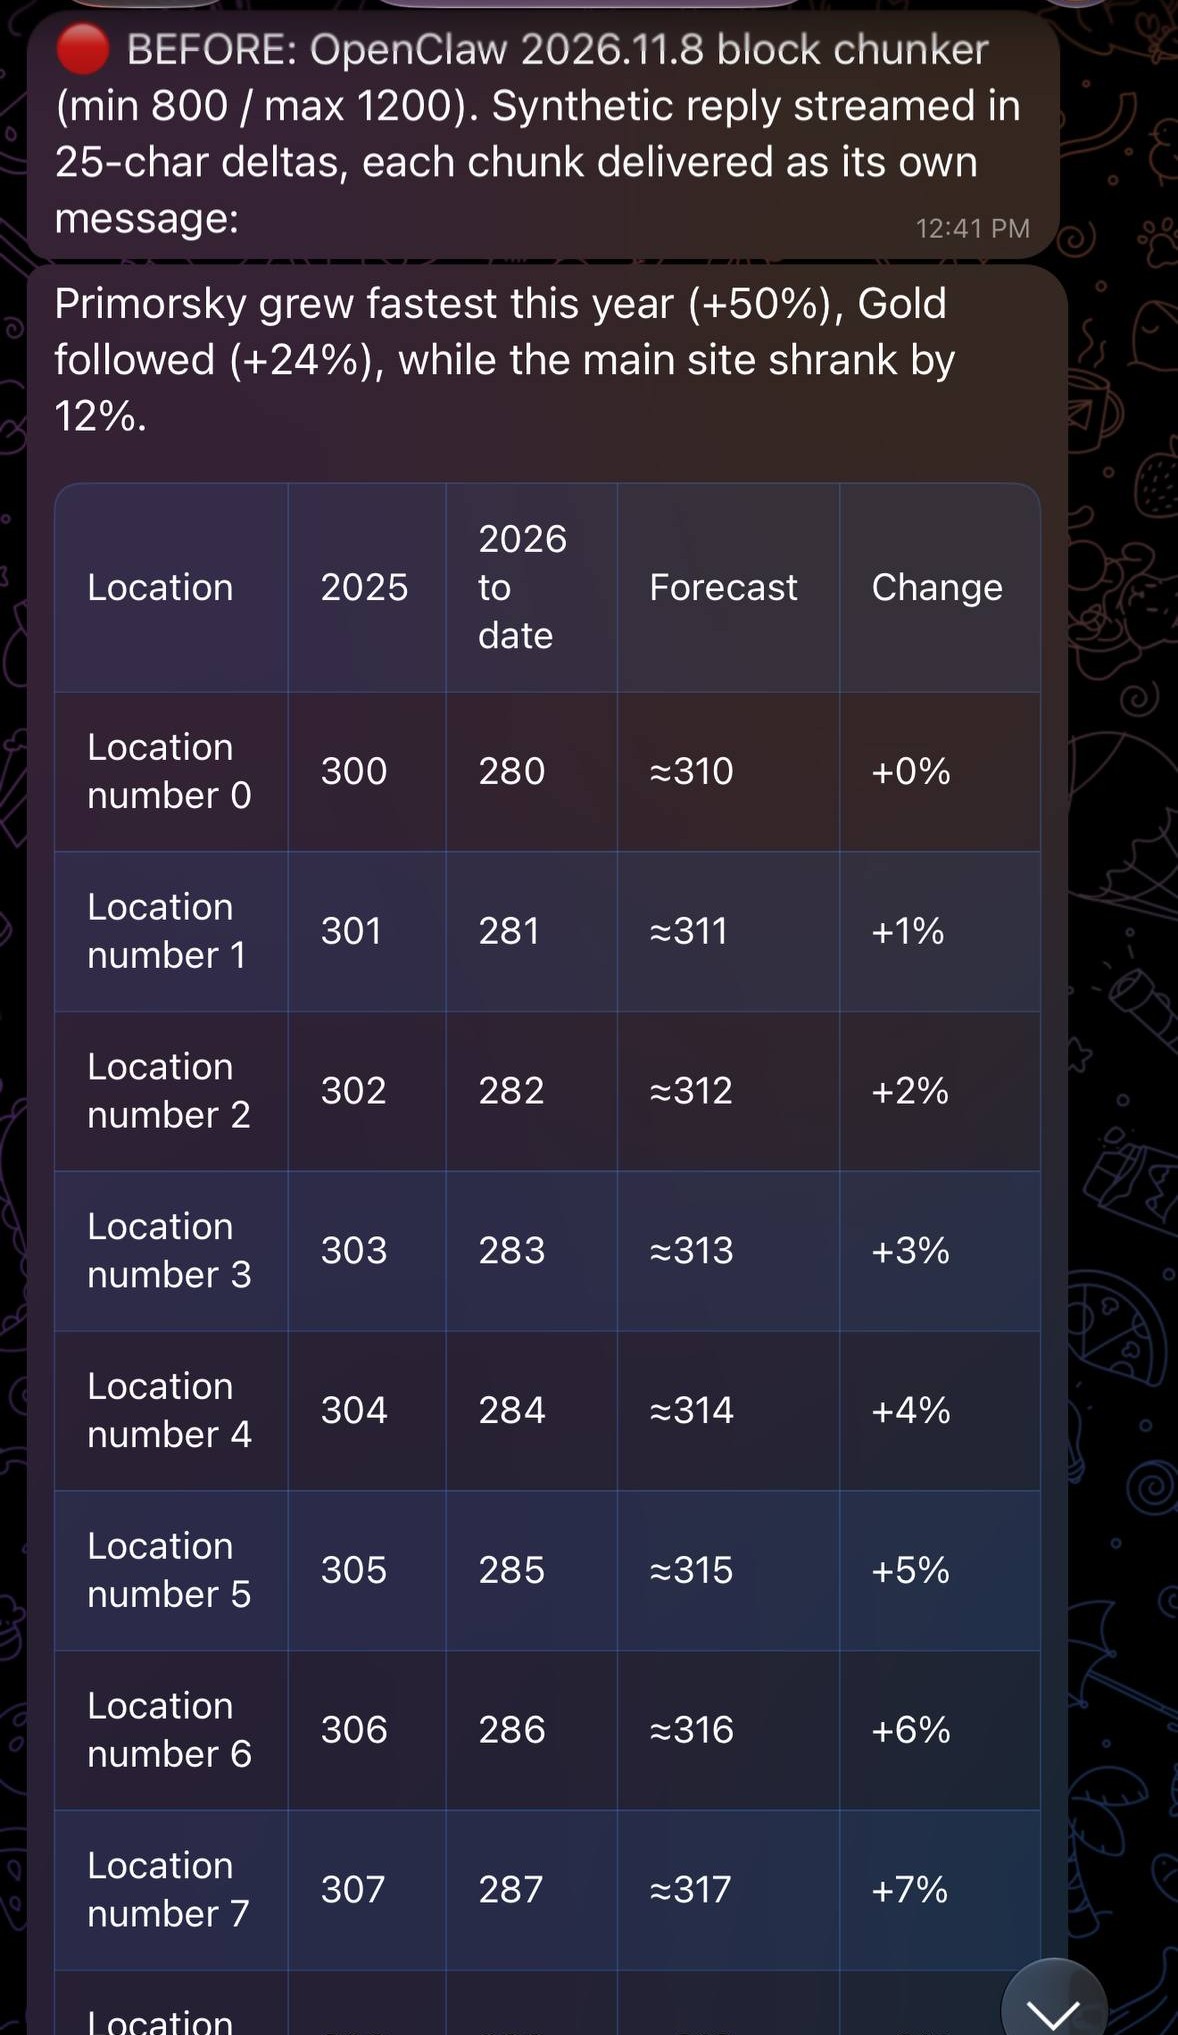 🔴 BEFORE: OpenClaw 2026.11.8 block chunker
(min 800 / max 1200). Synthetic reply streamed in
25-char deltas, each chunk delivered as its own
message:
12:41 PM
Primorsky grew fastest this year (+50%), Gold
followed (+24%), while the main site shrank by
12%.
Location 2025 2026 to date Forecast Change
Location number 0 300 280 ≈310 +0%
Location number 1 301 281 ≈311 +1%
Location number 2 302 282 ≈312 +2%
Location number 3 303 283 ≈313 +3%
Location number 4 304 284 ≈314 +4%
Location number 5 305 285 ≈315 +5%
Location number 6 306 286 ≈316 +6%
Location number 7 307 287 ≈317 +7%
Location